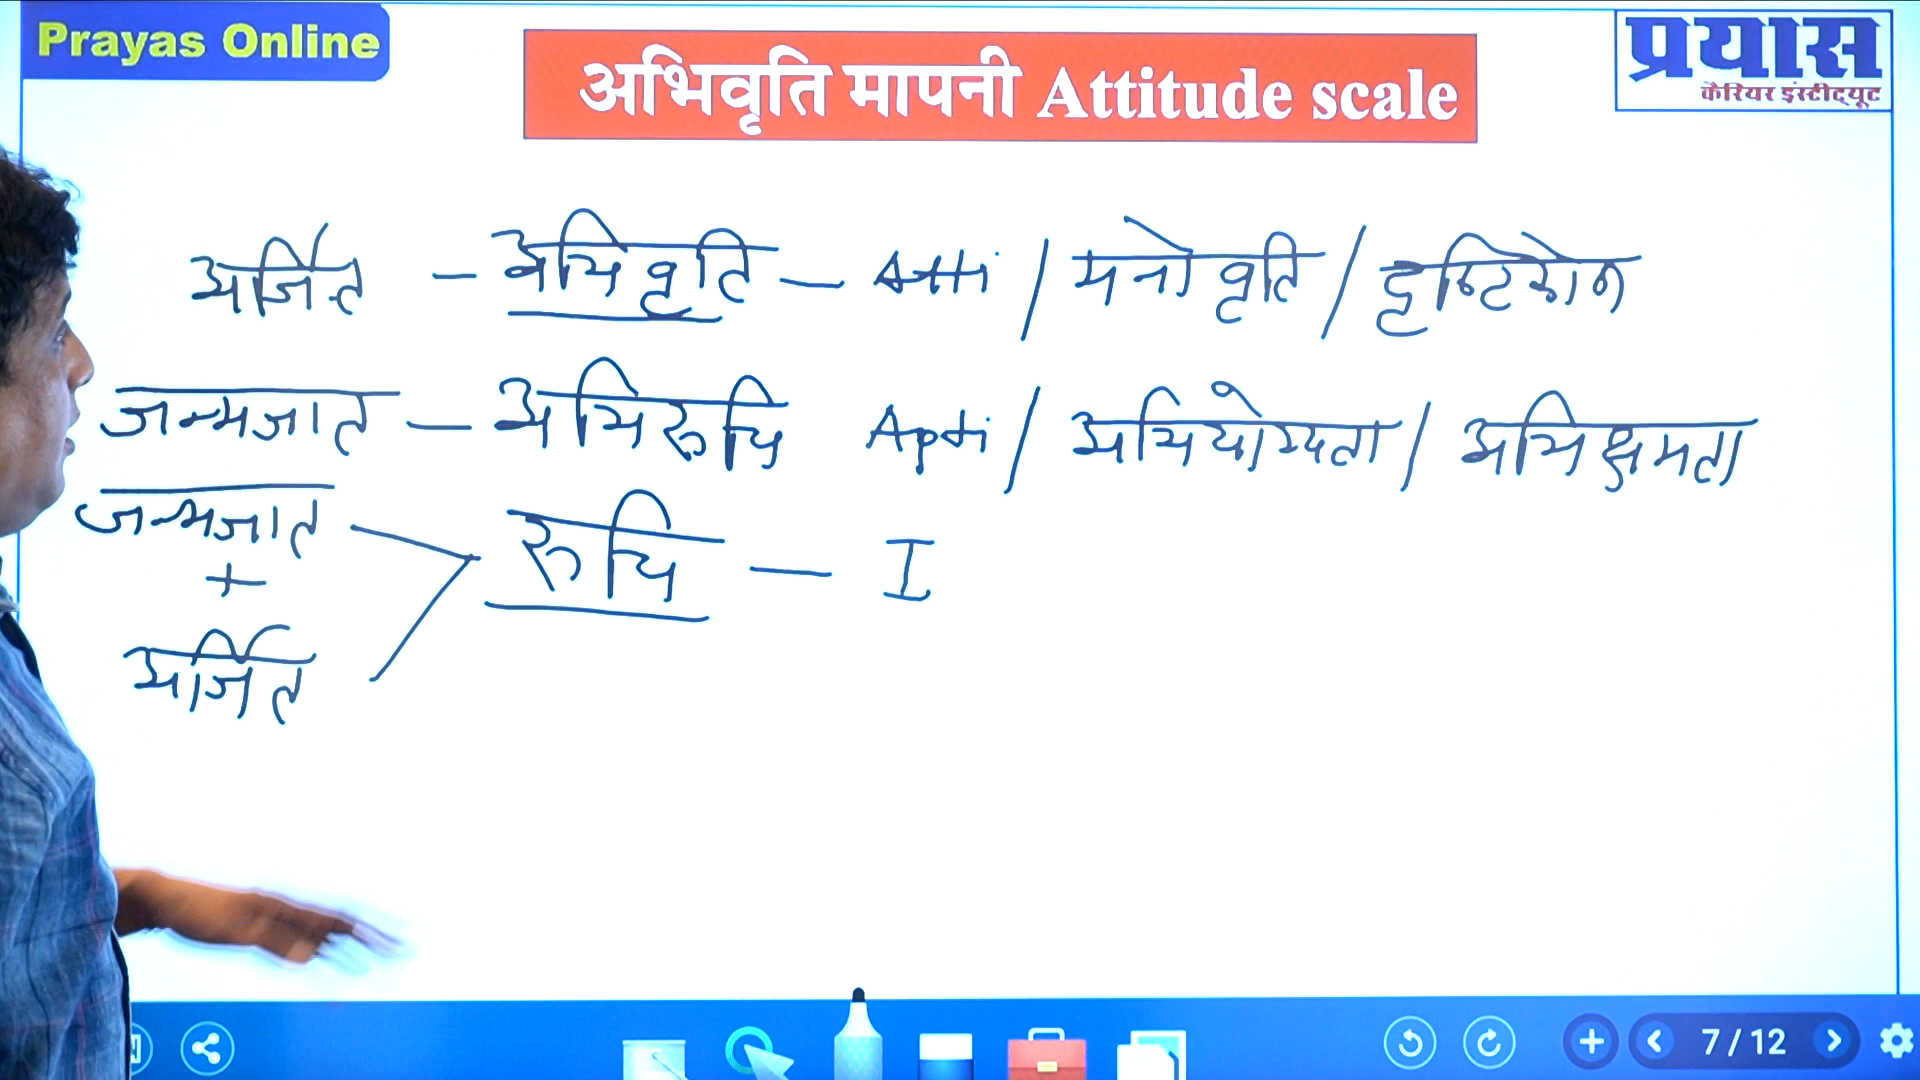 Prayas Online
अभिवृति मापनी Attitude scale
प्रयास
कैरियर इंस्टीट्यूट
अर्जित - अभिवृति - Atti / मनोवृति / दृष्टिकोण
जन्मजात - अभिरूचि Apti / अभियोग्यता / अभिक्षमता
जन्मजात
+
अर्जित
रूचि - I
7 / 12